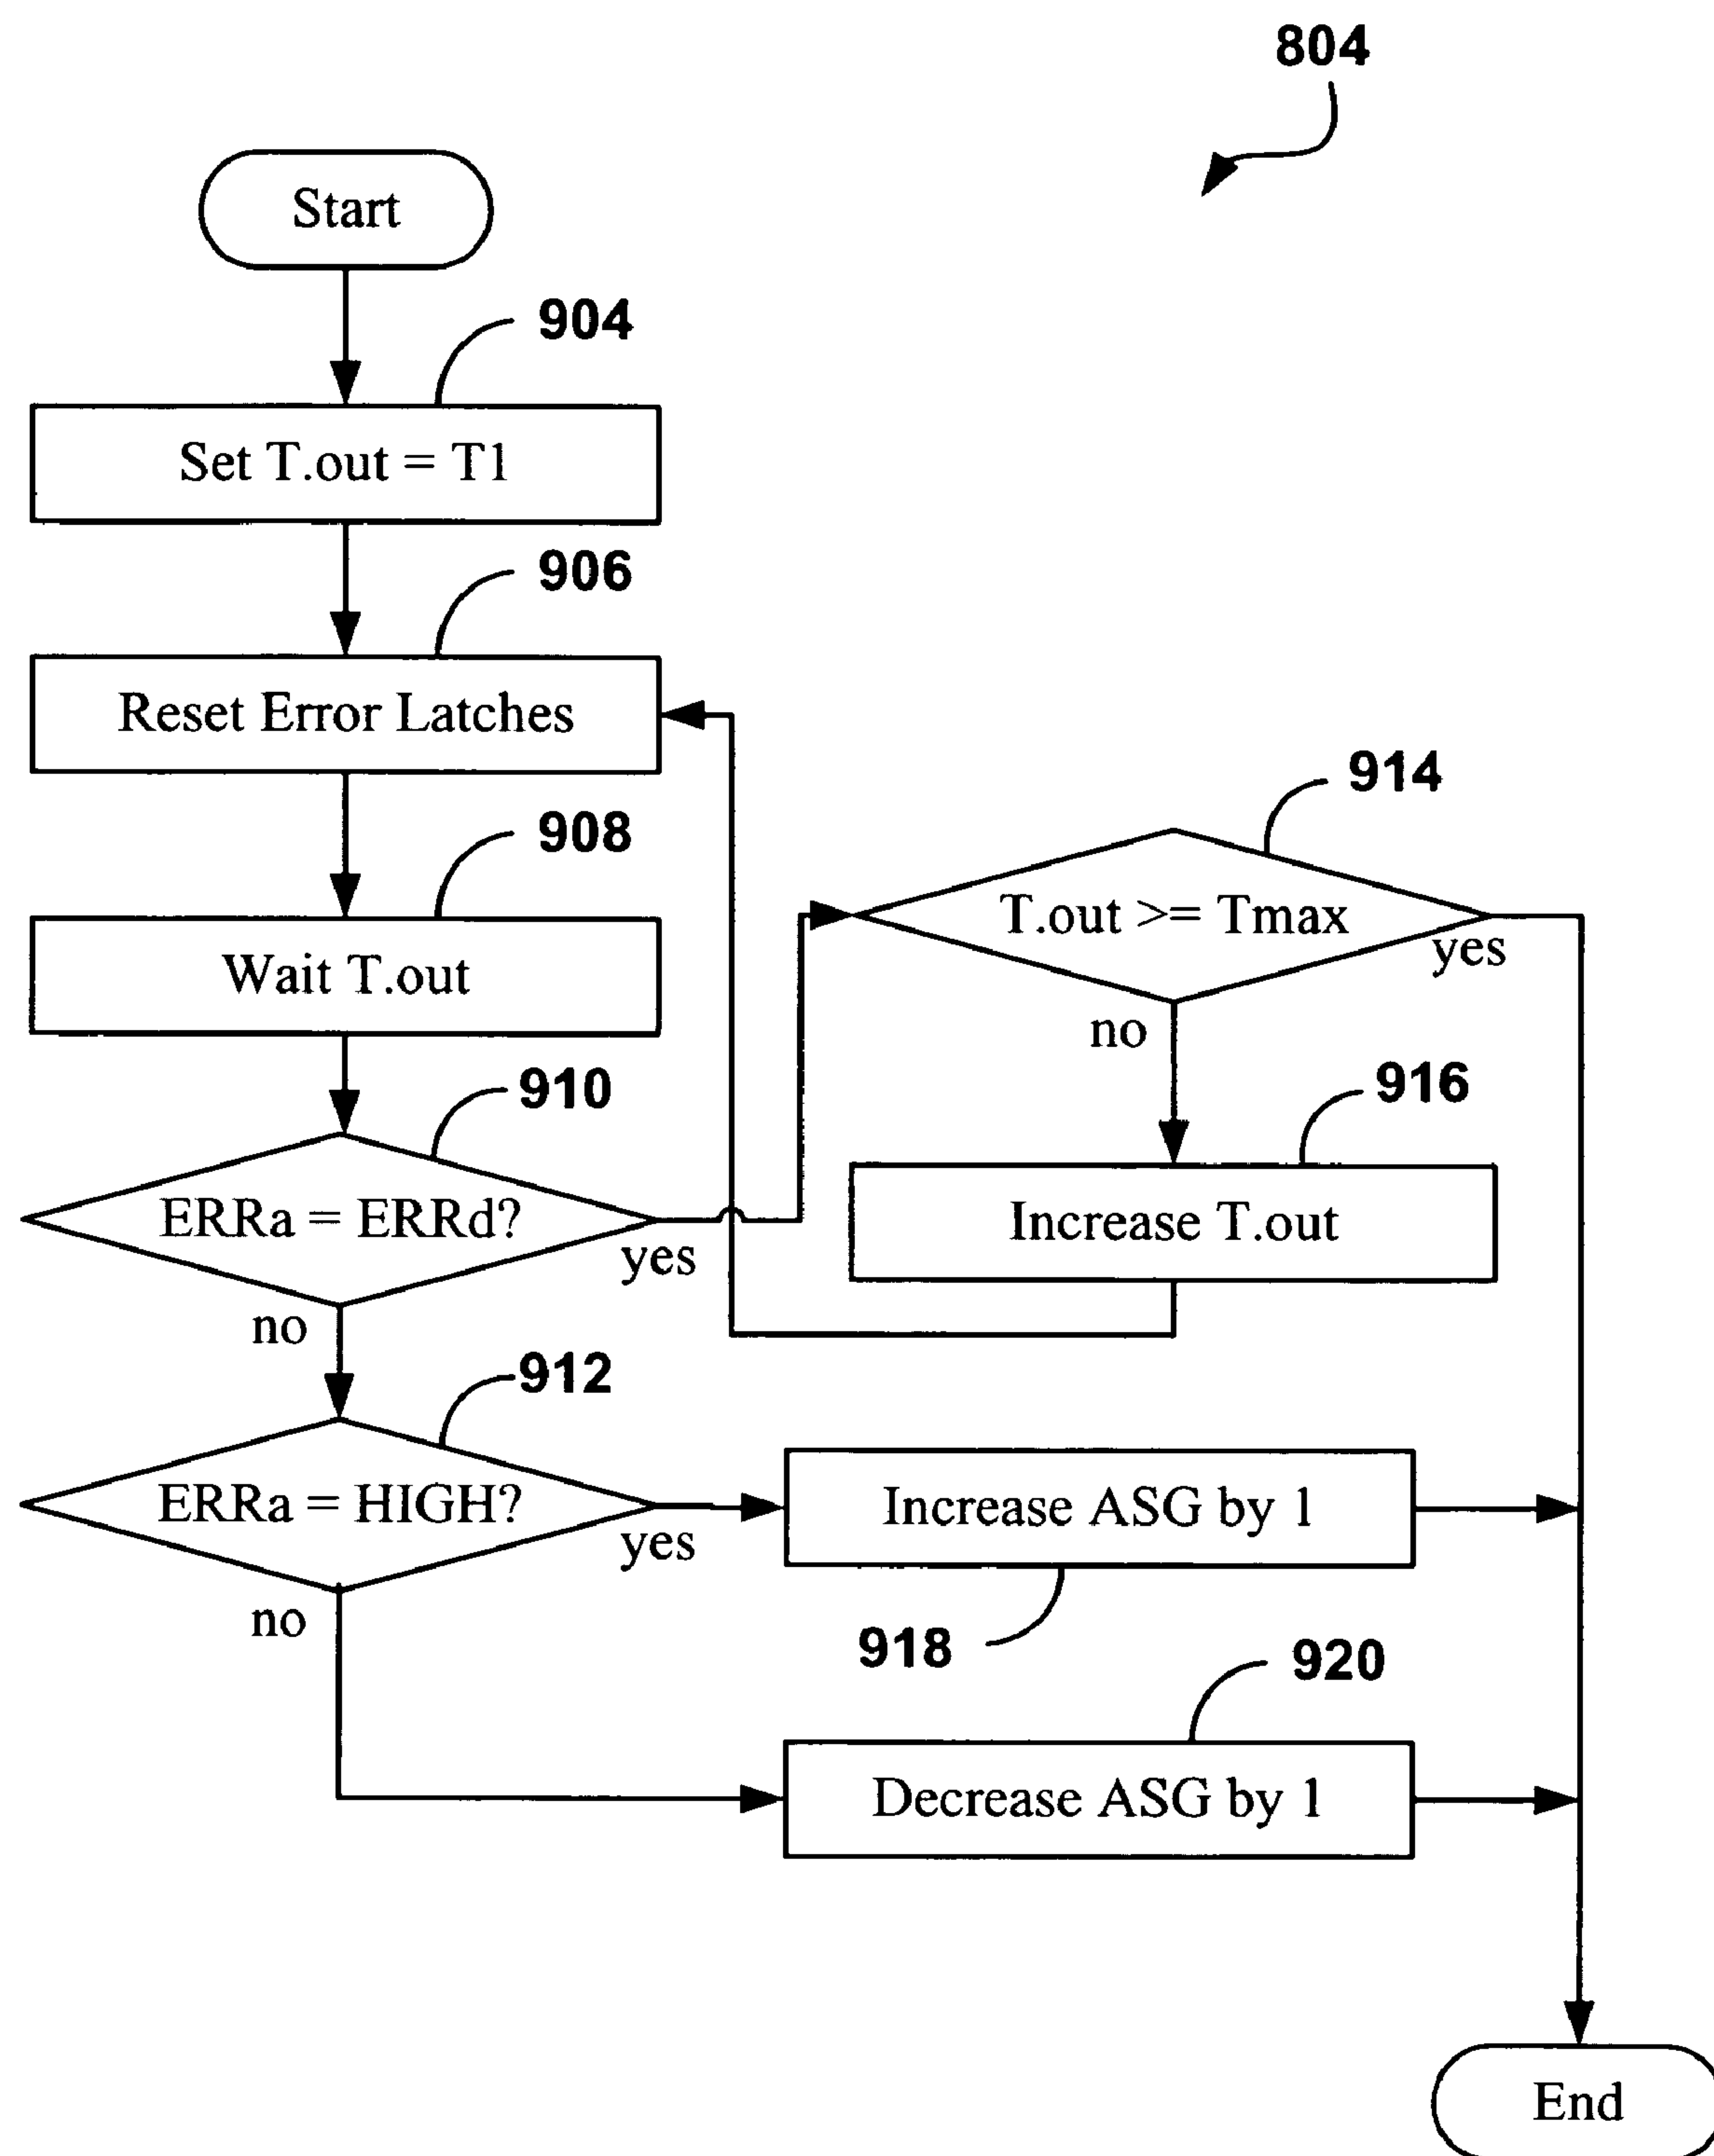 804
Start
904
Set T.out = T1
906
Reset Error Latches
908
Wait T.out
914
T.out >= Tmax
yes
no
910
ERRa = ERRd?
yes
no
916
Increase T.out
912
ERRa = HIGH?
yes
no
Increase ASG by 1
918
920
Decrease ASG by 1
End